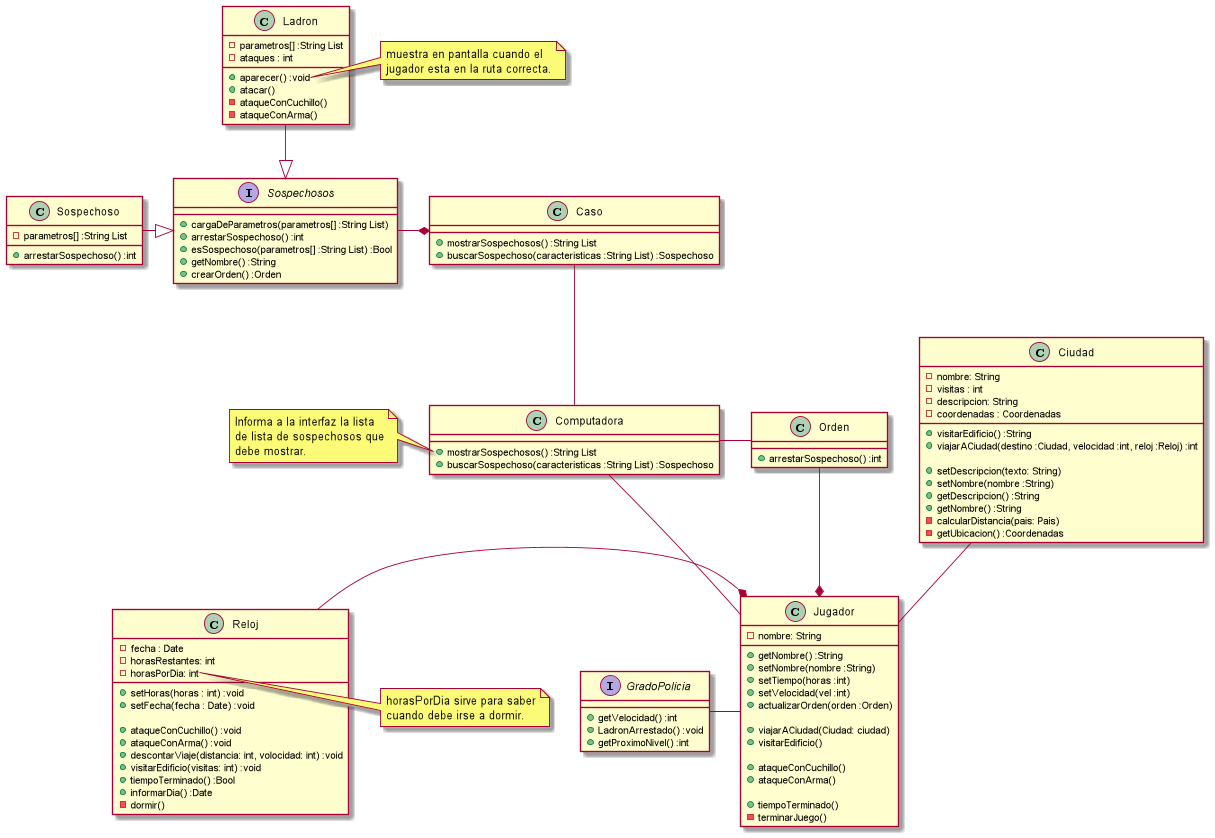 C Ladron
parametros[] :String List
ataques : int
aparecer() :void
atacar()
ataqueConCuchillo()
ataqueConArma()
muestra en pantalla cuando el
jugador esta en la ruta correcta.
C Sospechoso
parametros[] :String List
arrestarSospechoso() :int
I Sospechosos
cargaDeParametros(parametros[] :String List)
arrestarSospechoso() :int
esSospechoso(parametros[] :String List) :Bool
getNombre() :String
crearOrden() :Orden
C Caso
mostrarSospechosos() :String List
buscarSospechoso(caracteristicas :String List) :Sospechoso
C Ciudad
nombre: String
visitas : int
descripcion: String
coordenadas : Coordenadas
visitarEdificio() :String
viajarACiudad(destino :Ciudad, velocidad :int, reloj :Reloj) :int
setDescripcion(texto: String)
setNombre(nombre :String)
getDescripcion() :String
getNombre() :String
calcularDistancia(pais: Pais)
getUbicacion() :Coordenadas
Informa a la interfaz la lista
de lista de sospechosos que
debe mostrar.
C Computadora
mostrarSospechosos() :String List
buscarSospechoso(caracteristicas :String List) :Sospechoso
C Orden
arrestarSospechoso() :int
C Reloj
fecha : Date
horasRestantes: int
horasPorDia: int
setHoras(horas : int) :void
setFecha(fecha : Date) :void
ataqueConCuchillo() :void
ataqueConArma() :void
descontarViaje(distancia: int, volocidad: int) :void
visitarEdificio(visitas: int) :void
tiempoTerminado() :Bool
informarDia() :Date
dormir()
horasPorDia sirve para saber
cuando debe irse a dormir.
I GradoPolicia
getVelocidad() :int
LadronArrestado() :void
getProximoNivel() :int
C Jugador
nombre: String
getNombre() :String
setNombre(nombre :String)
setTiempo(horas :int)
setVelocidad(vel :int)
actualizarOrden(orden :Orden)
viajarACiudad(Ciudad: ciudad)
visitarEdificio()
ataqueConCuchillo()
ataqueConArma()
tiempoTerminado()
terminarJuego()